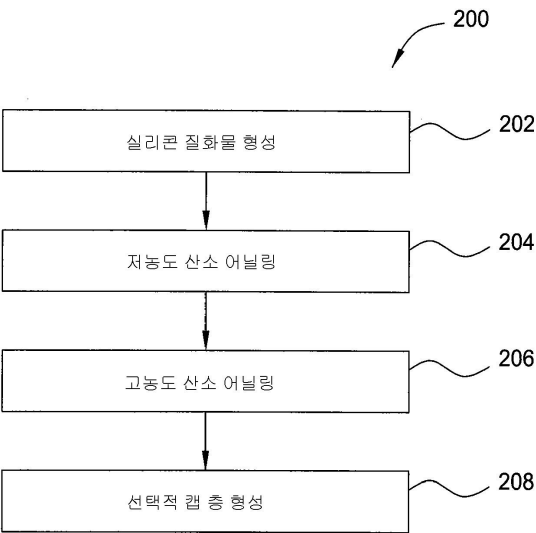 200
실리콘 질화물 형성
202
저농도 산소 어닐링
204
고농도 산소 어닐링
206
선택적 캡 층 형성
208